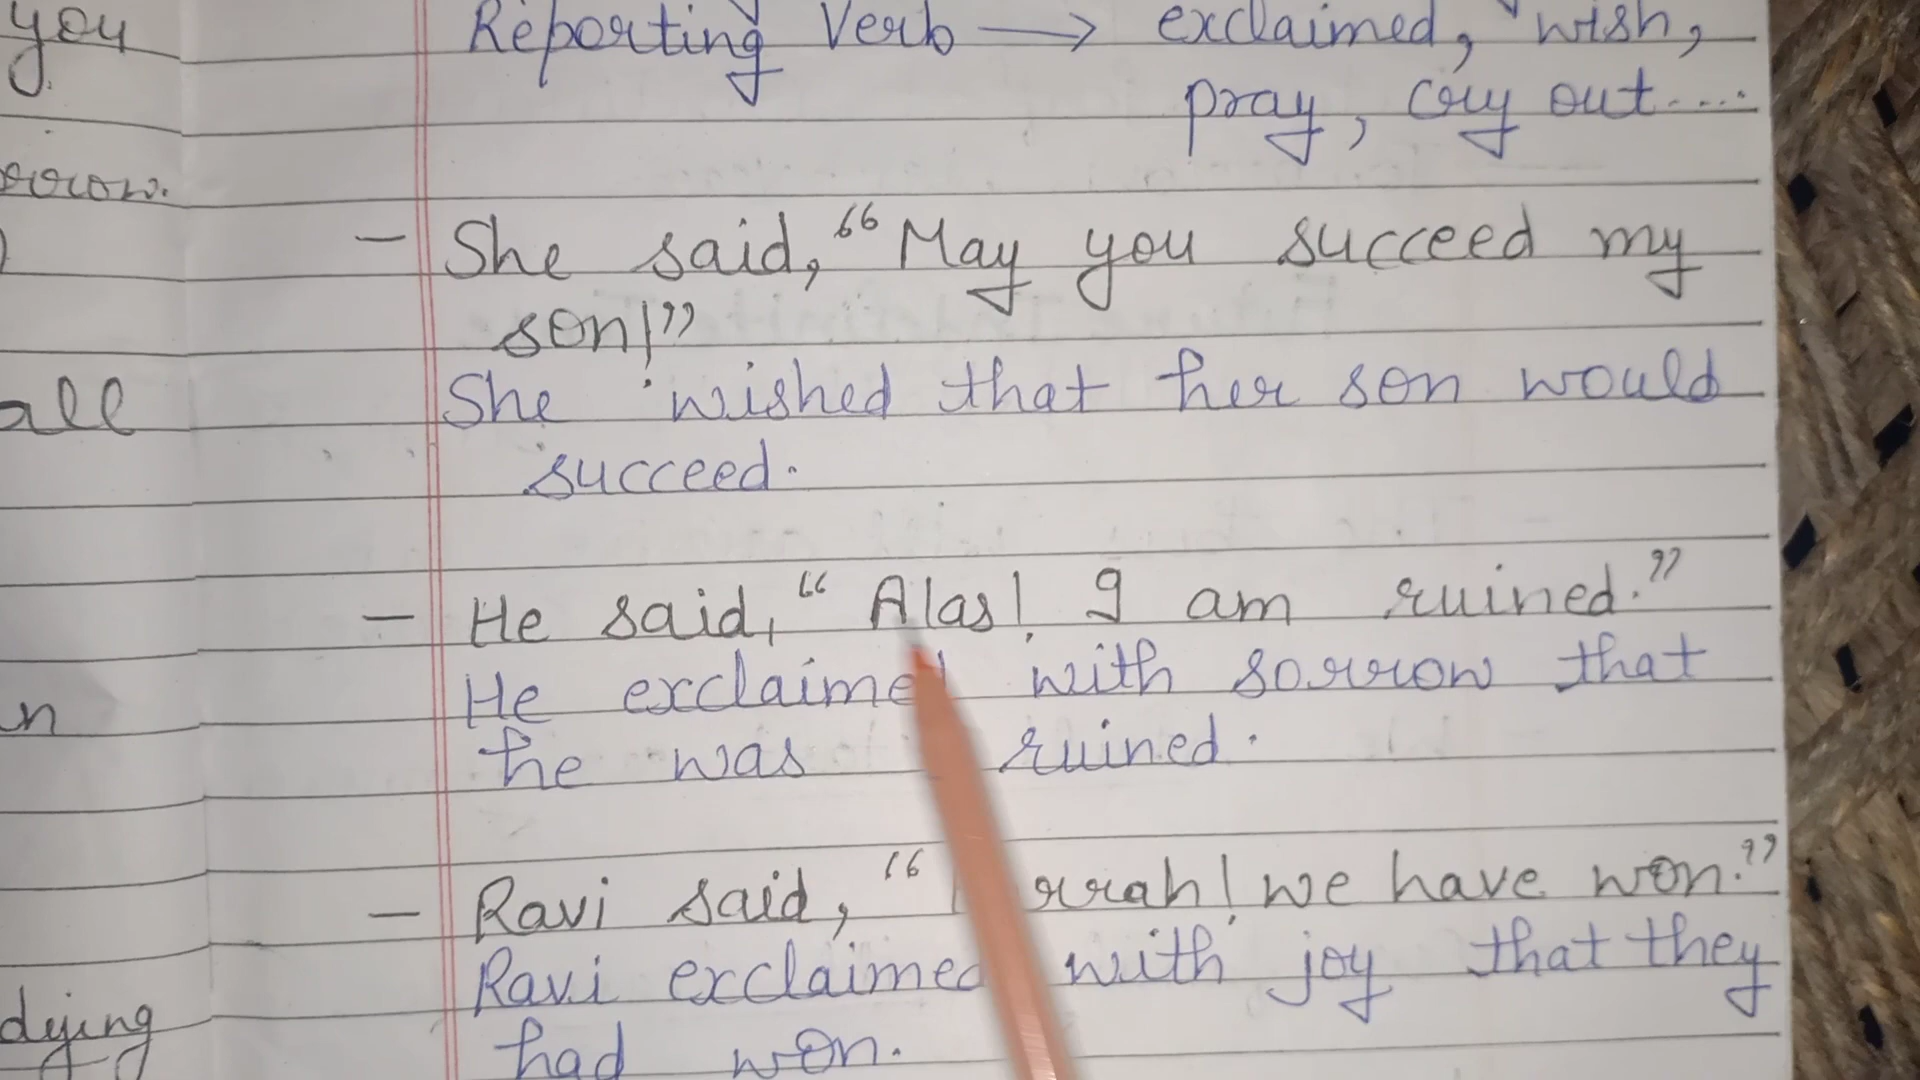 you
Reporting Verb → exclaimed, wish,
pray, cry out....
- She said, “May you succeed my
son!”
She wished that her son would
succeed.
all
- He said, “Alas! I am ruined.”
He exclaimed with sorrow that
he was ruined.
n
- Ravi said, “ rrah! we have won.”
Ravi exclaimed with joy that they
had won.
dying